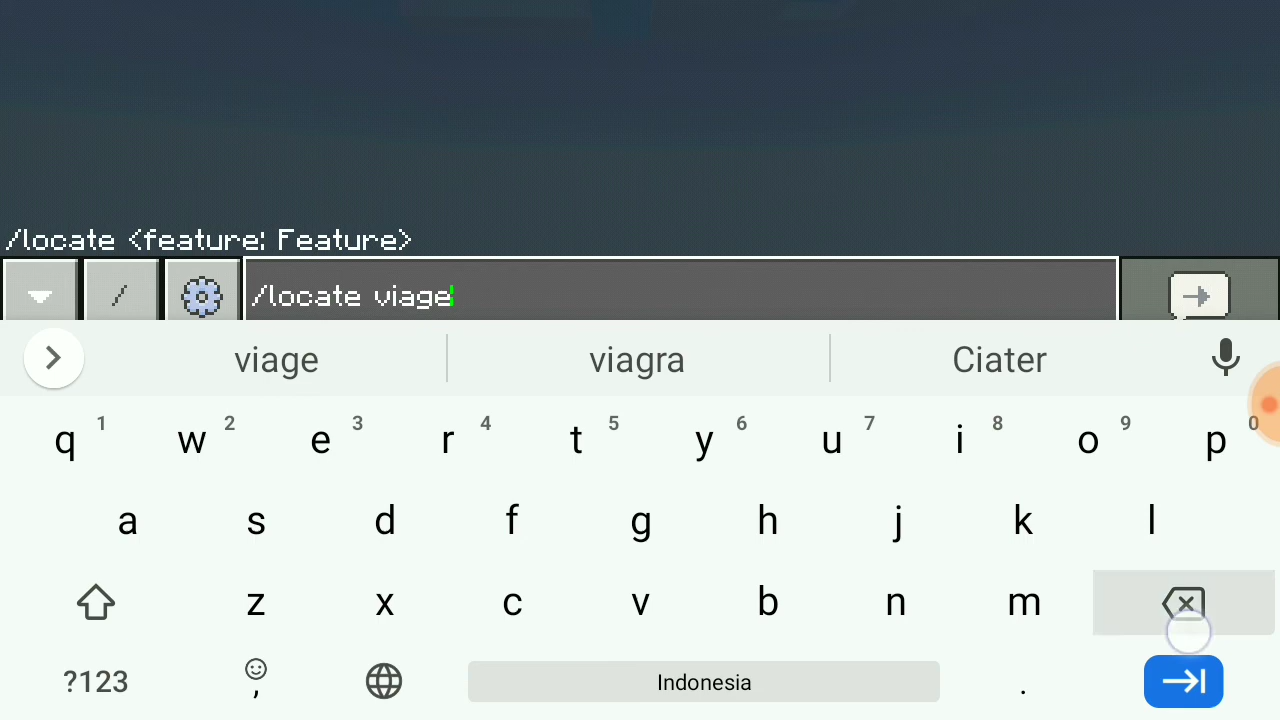 /locate <feature: Feature>
/
/locate viage
viage viagra Ciater
q 1 w 2 e 3 r 4 t 5 y 6 u 7 i 8 o 9 p 0
a s d f g h j k l
z x c v b n m
?123 , Indonesia .